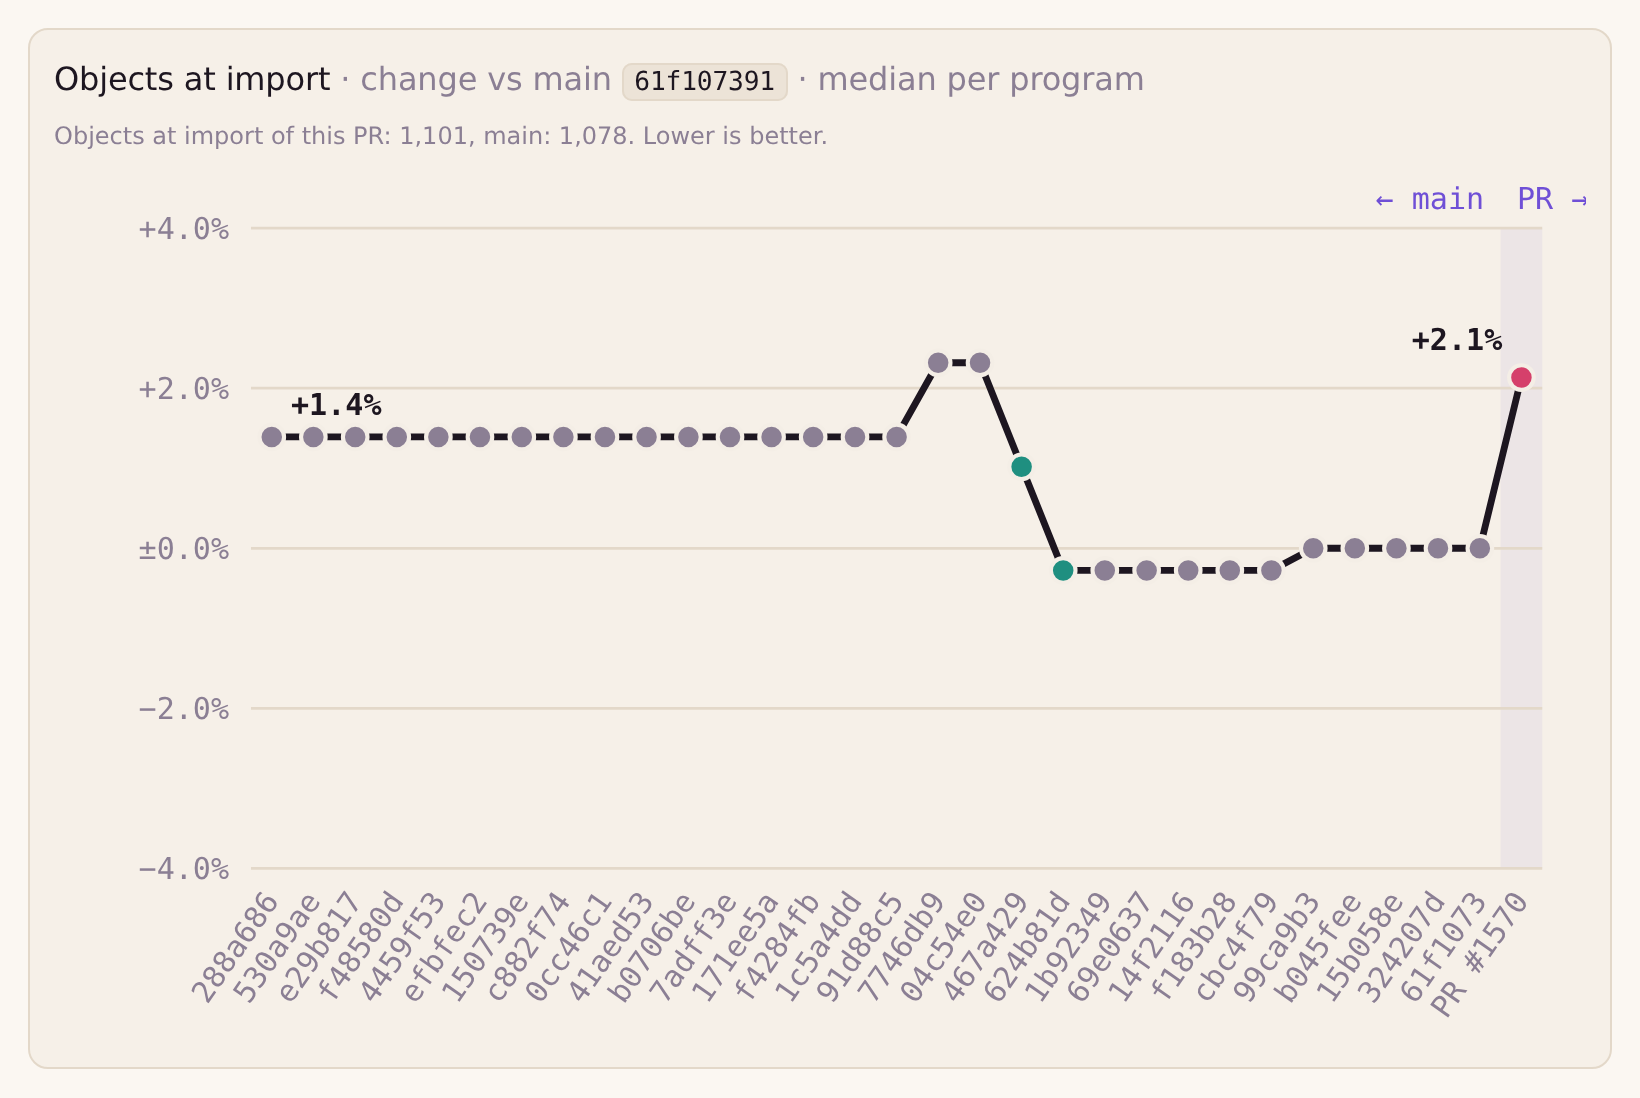 Objects at import · change vs main 61f107391 · median per program
Objects at import of this PR: 1,101, main: 1,078. Lower is better.
← main PR →
+4.0%
+2.1%
+2.0%
+1.4%
±0.0%
−2.0%
−4.0%
288a686
530a9ae
e29b817
f48580d
4459f53
efbfec2
150739e
c882f74
0cc46c1
41aed53
b0706be
7adff3e
171ee5a
f4284fb
1c5a4dd
91d88c5
7746db9
04c54e0
467a429
624b81d
1b92349
69e0637
14f2116
f183b28
cbc4f79
99ca9b3
b045fee
15b058e
324207d
61f1073
PR #1570